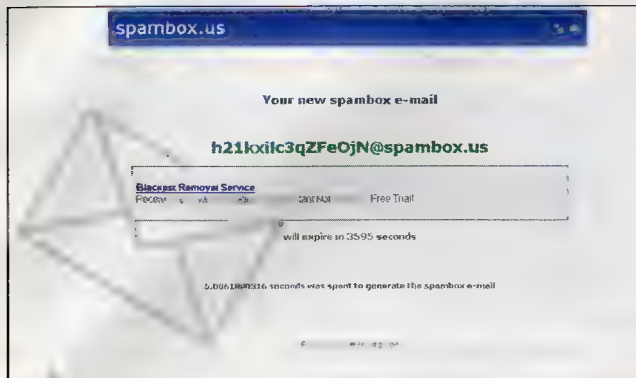 spambox.us
Your new spambox e-mail
h21kxilc3qZFeOjN@spambox.us
Blacklist Removal Service
Free Trial!
will expire in 3595 seconds
seconds was spent to generate the spambox e-mail